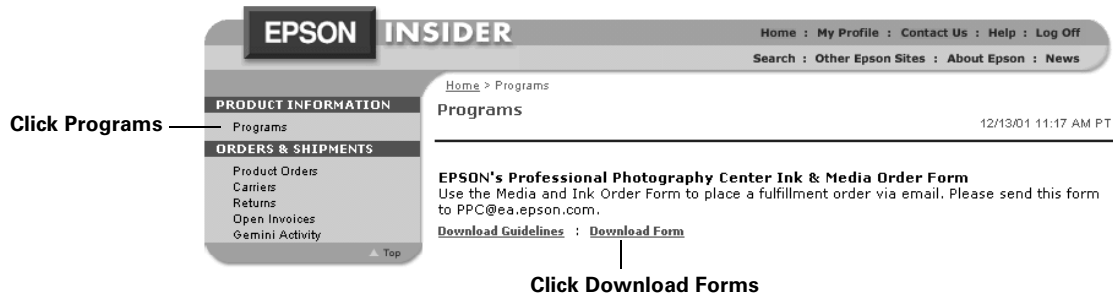 EPSON INSIDER
Home : My Profile : Contact Us : Help : Log Off
Search : Other Epson Sites : About Epson : News
Home > Programs
PRODUCT INFORMATION
Programs
Click Programs
Programs
12/13/01 11:17 AM PT
ORDERS & SHIPMENTS
Product Orders
Carriers
Returns
Open Invoices
Gemini Activity
Top
EPSON's Professional Photography Center Ink & Media Order Form
Use the Media and Ink Order Form to place a fulfillment order via email. Please send this form
to PPC@ea.epson.com.
Download Guidelines : Download Form
Click Download Forms